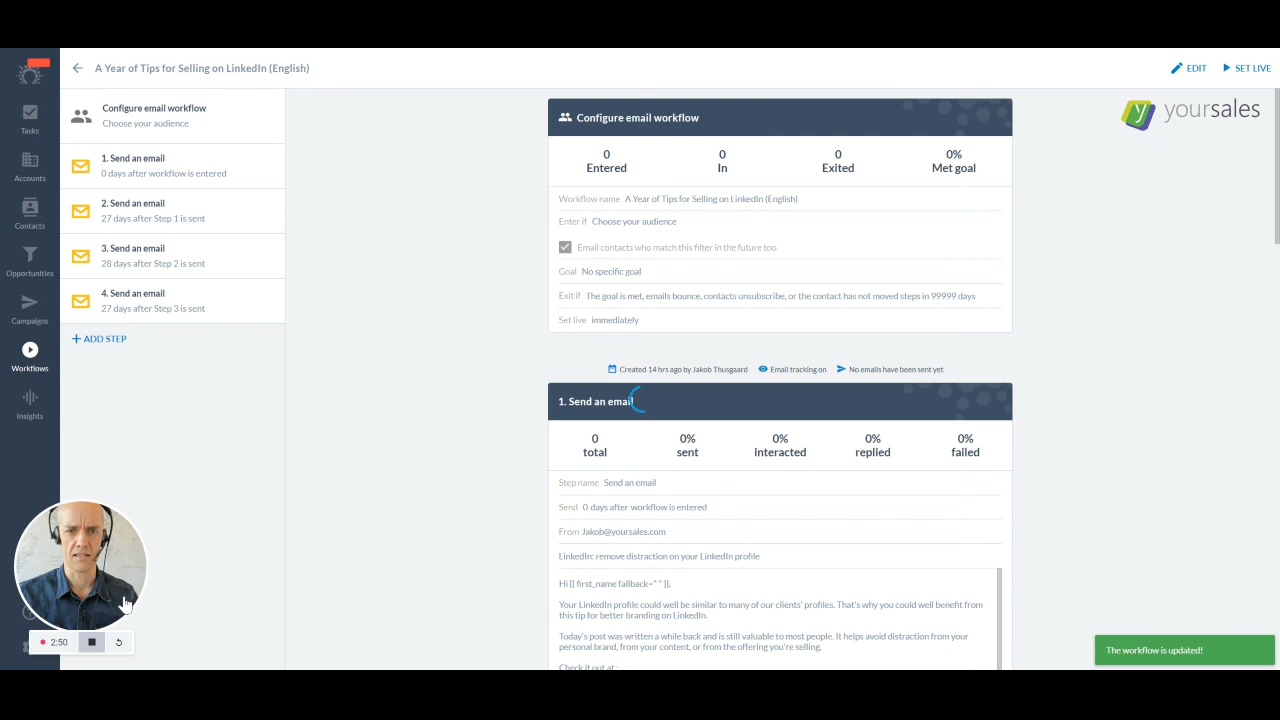 A Year of Tips for Selling on LinkedIn (English)
EDIT
SET LIVE
Tasks
Accounts
Contacts
Opportunities
Campaigns
Workflows
Insights
Configure email workflow
Choose your audience
1. Send an email
0 days after workflow is entered
2. Send an email
27 days after Step 1 is sent
3. Send an email
28 days after Step 2 is sent
4. Send an email
27 days after Step 3 is sent
+ ADD STEP
yoursales
Configure email workflow
0 0 0 0%
Entered In Exited Met goal
Workflow name A Year of Tips for Selling on LinkedIn (English)
Enter if Choose your audience
Email contacts who match this filter in the future too
Goal No specific goal
Exit if The goal is met, emails bounce, contacts unsubscribe, or the contact has not moved steps in 99999 days
Set live immediately
Created 14 hrs ago by Jakob Thusgaard Email tracking on No emails have been sent yet
1. Send an email
0 0% 0% 0% 0%
total sent interacted replied failed
Step name Send an email
Send 0 days after workflow is entered
From Jakob@yoursales.com
LinkedIn: remove distraction on your LinkedIn profile
Hi [[ first_name fallback=" " ]],
Your LinkedIn profile could well be similar to many of our clients' profiles. That's why you could well benefit from
this tip for better branding on LinkedIn.
Today's post was written a while back and is still valuable to most people. It helps avoid distraction from your
personal brand, from your content, or from the offering you're selling.
Check it out at :
2:50
The workflow is updated!